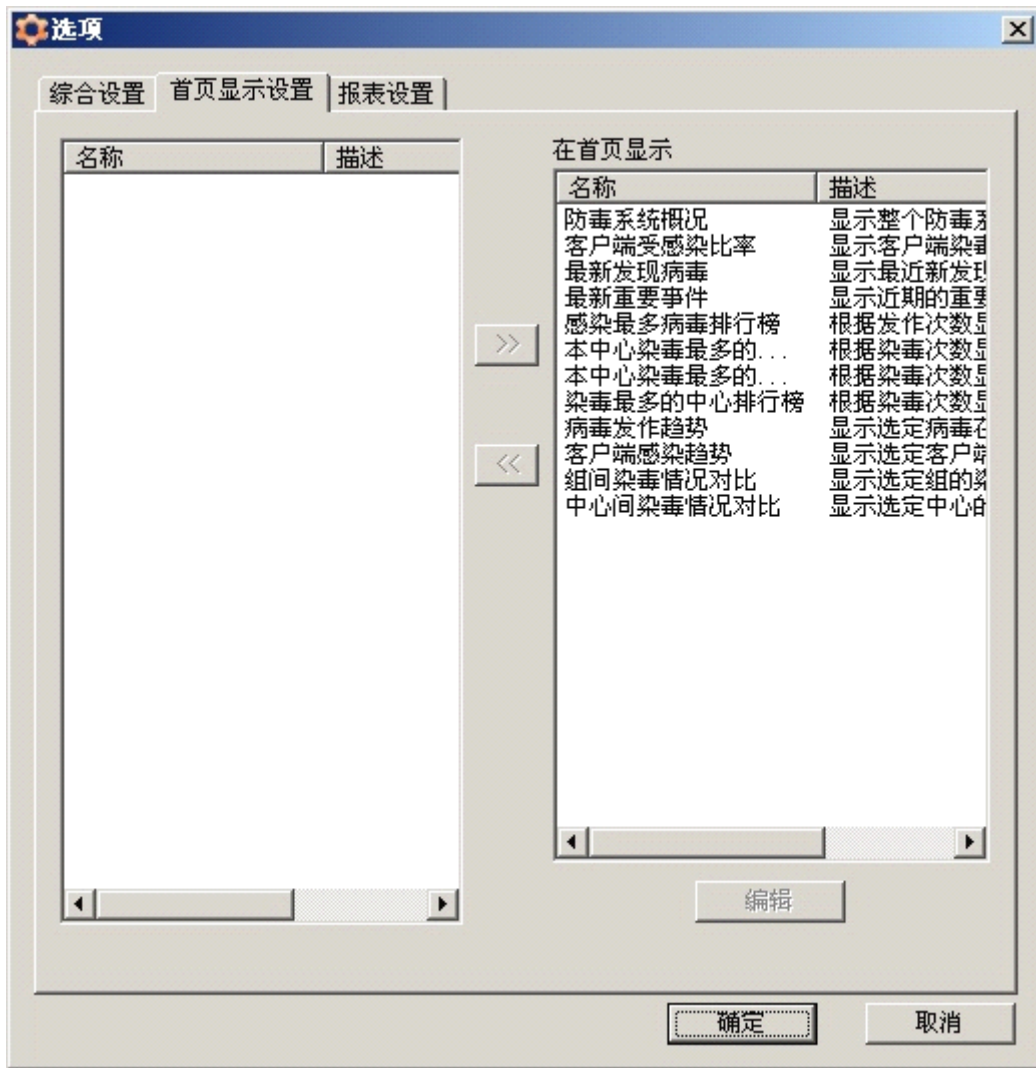 选项
综合设置 首页显示设置 报表设置
名称 描述
在首页显示
名称 描述
防毒系统概况 显示整个防毒系
客户端受感染比率 显示客户端染毒
最新发现病毒 显示最近新发现
最新重要事件 显示近期的重要
感染最多病毒排行榜 根据发作次数显
本中心染毒最多的... 根据染毒次数显
本中心染毒最多的... 根据染毒次数显
染毒最多的中心排行榜 根据染毒次数显
病毒发作趋势 显示选定病毒在
客户端感染趋势 显示选定客户端
组间染毒情况对比 显示选定组的染
中心间染毒情况对比 显示选定中心的
>>
<<
编辑
确定 取消